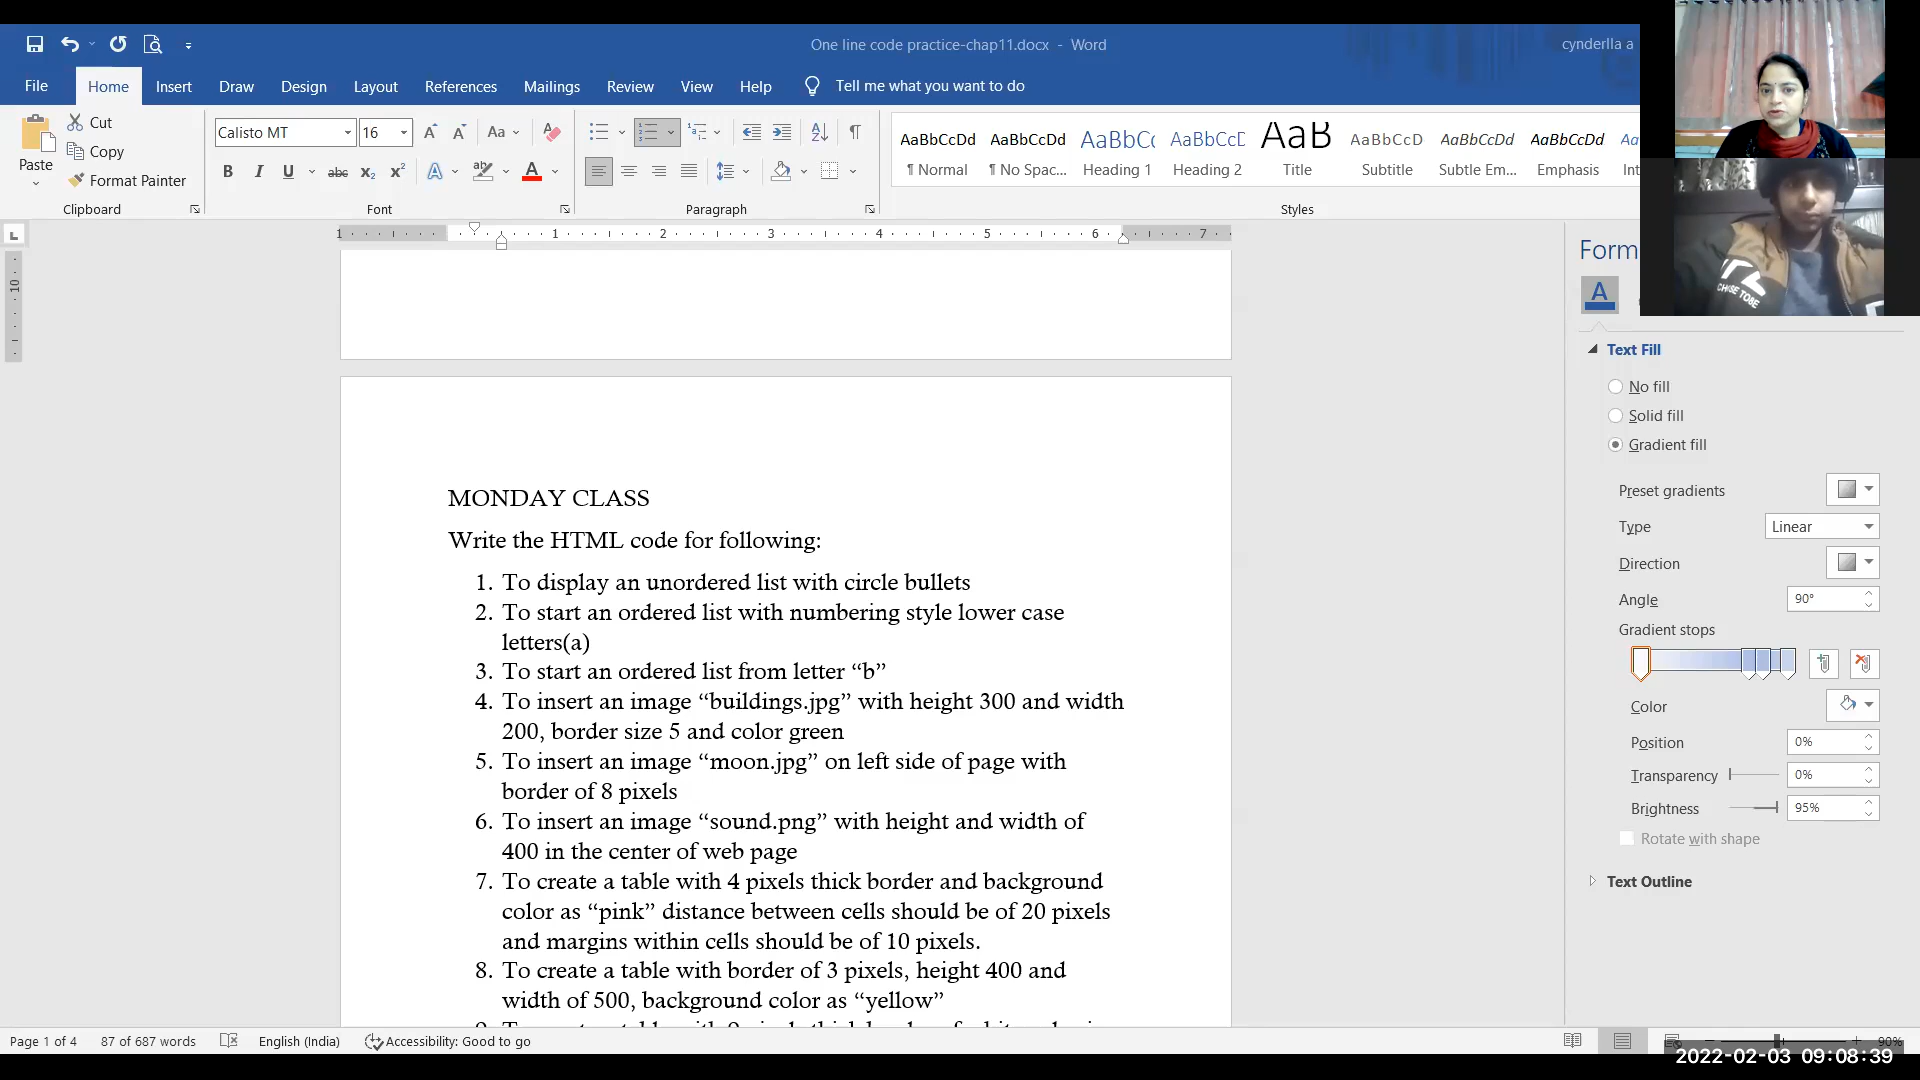 One line code practice-chap11.docx - Word
cynderlla a
File Home Insert Draw Design Layout References Mailings Review View Help Tell me what you want to do
Paste
Cut
Copy
Format Painter
Clipboard
Calisto MT 16
Font
Paragraph
AaBbCcDd AaBbCcDd AaBbCc AaBbCcC AaB AaBbCcD AaBbCcDd AaBbCcDd
¶ Normal ¶ No Spac... Heading 1 Heading 2 Title Subtitle Subtle Em... Emphasis
Styles
1 1 2 3 4 5 6 7
10
MONDAY CLASS
Write the HTML code for following:
1. To display an unordered list with circle bullets
2. To start an ordered list with numbering style lower case
letters(a)
3. To start an ordered list from letter “b”
4. To insert an image “buildings.jpg” with height 300 and width
200, border size 5 and color green
5. To insert an image “moon.jpg” on left side of page with
border of 8 pixels
6. To insert an image “sound.png” with height and width of
400 in the center of web page
7. To create a table with 4 pixels thick border and background
color as “pink” distance between cells should be of 20 pixels
and margins within cells should be of 10 pixels.
8. To create a table with border of 3 pixels, height 400 and
width of 500, background color as “yellow”
Form
Text Fill
No fill
Solid fill
Gradient fill
Preset gradients
Type Linear
Direction
Angle 90°
Gradient stops
Color
Position 0%
Transparency 0%
Brightness 95%
Rotate with shape
Text Outline
Page 1 of 4 87 of 687 words English (India) Accessibility: Good to go
90%
2022-02-03 09:08:39